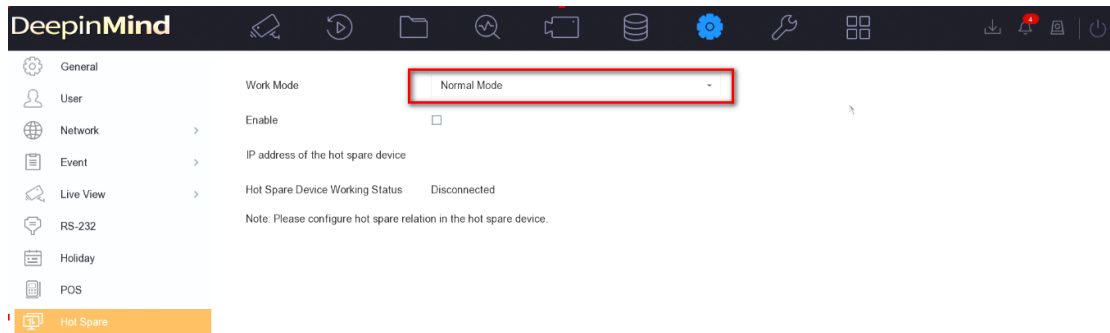 DeepinMind
4
General
User
Network
Event
Live View
RS-232
Holiday
POS
Hot Spare
Work Mode
Normal Mode
Enable
IP address of the hot spare device
Hot Spare Device Working Status
Disconnected
Note: Please configure hot spare relation in the hot spare device.